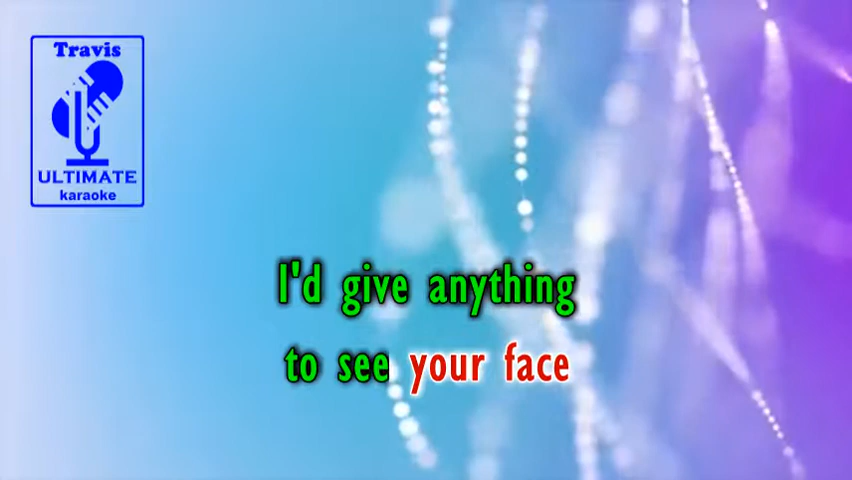 Travis
ULTIMATE
karaoke
I'd give anything
to see your face